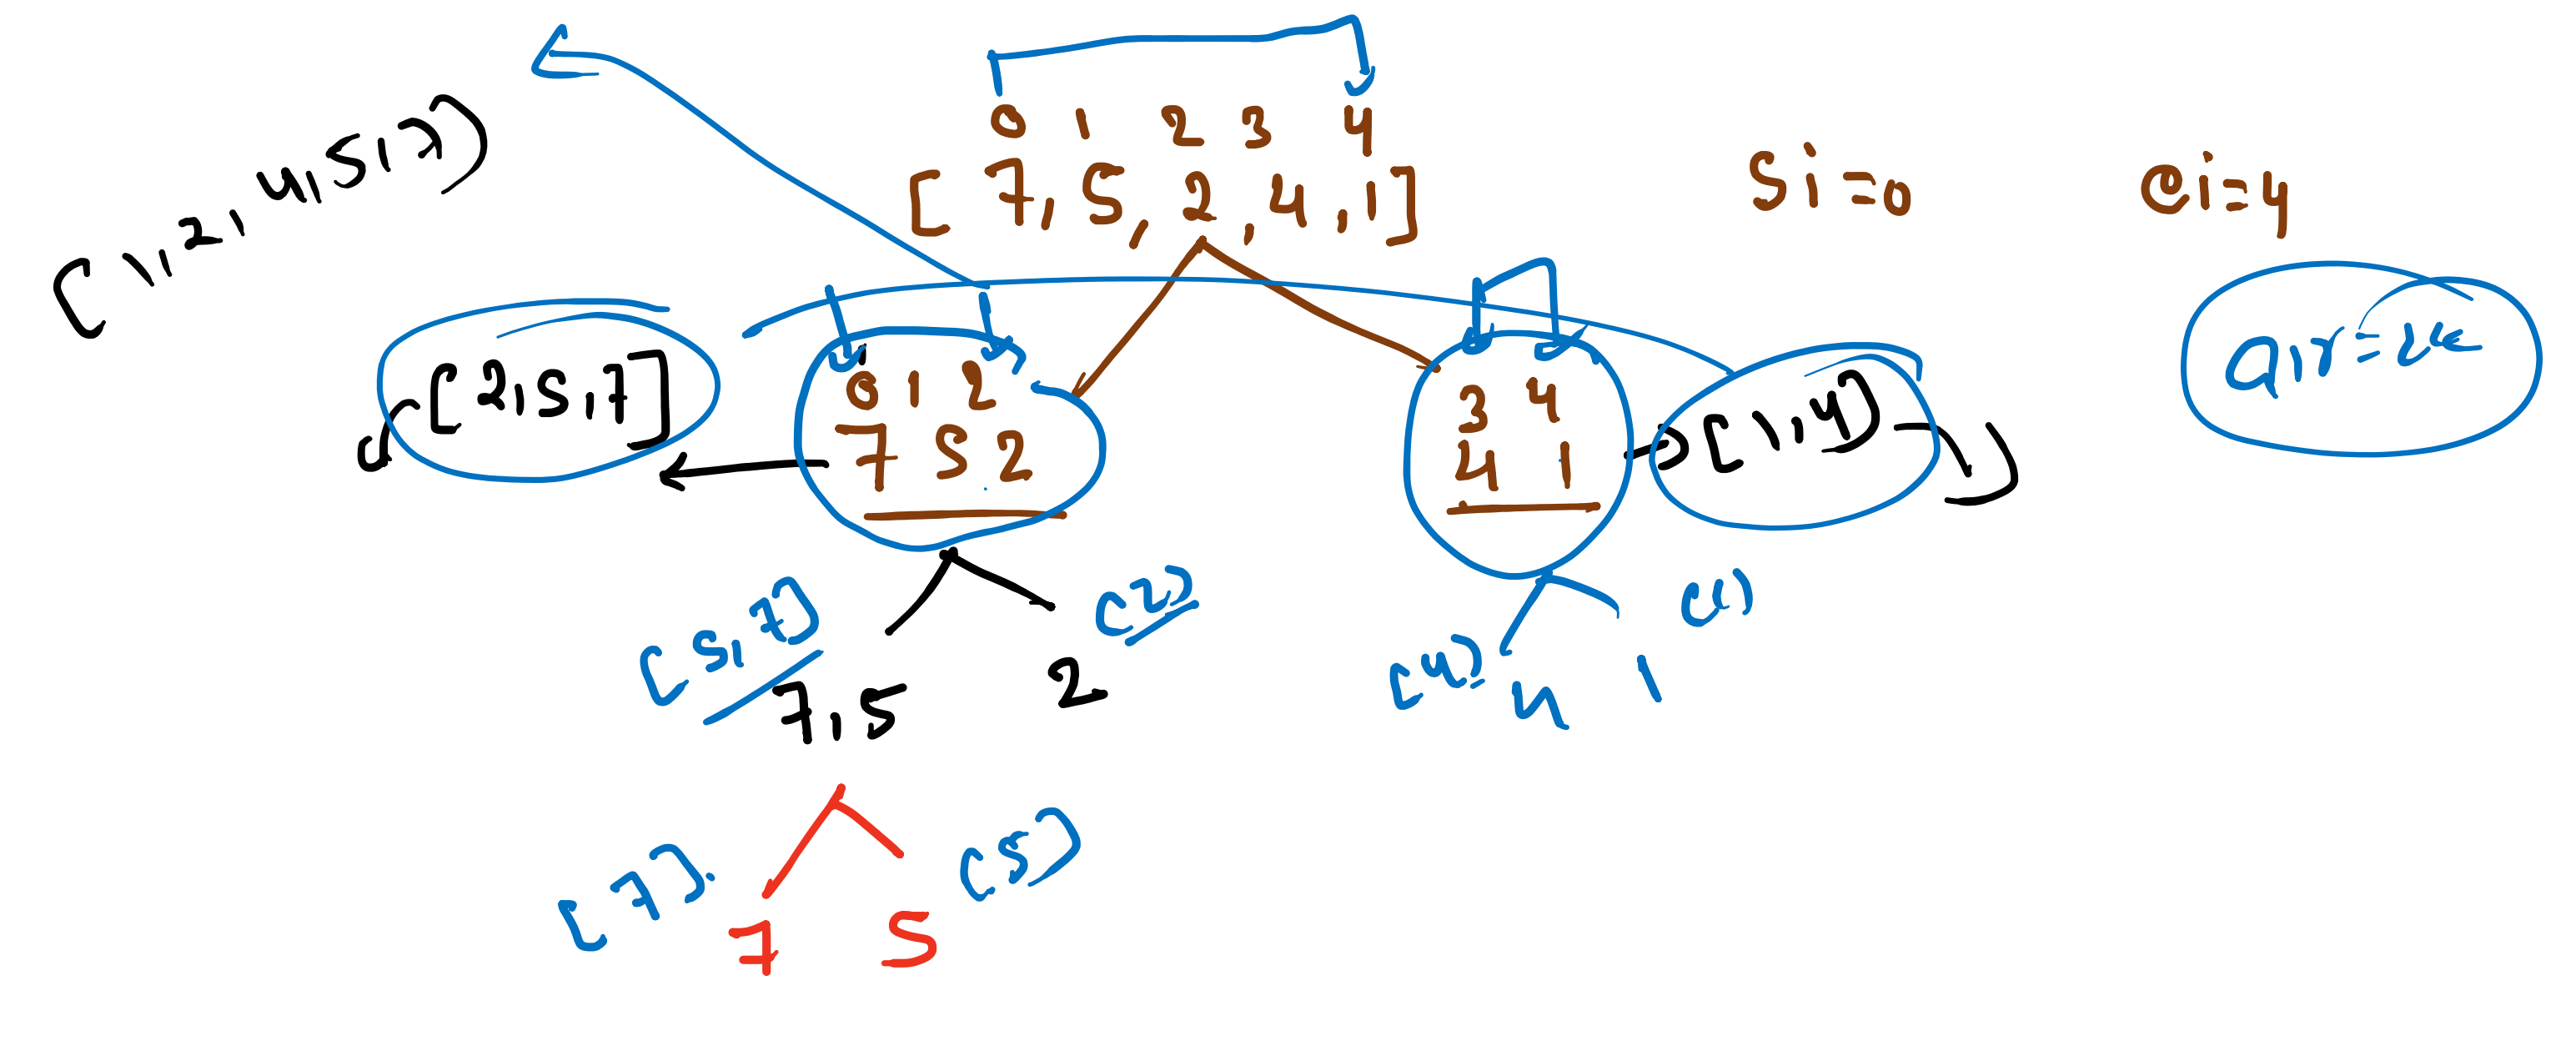 0 1 2 3 4
[ 7, 5, 2, 4, 1]
si=0
ei=4
[1, 2, 4, 5, 7]
[2, 5, 7]
0 1 2
7 5 2
3 4
4 1
[1, 4]
[5, 7]
[2]
7, 5
2
[4]
[1]
4
1
[7].
[5]
7
5